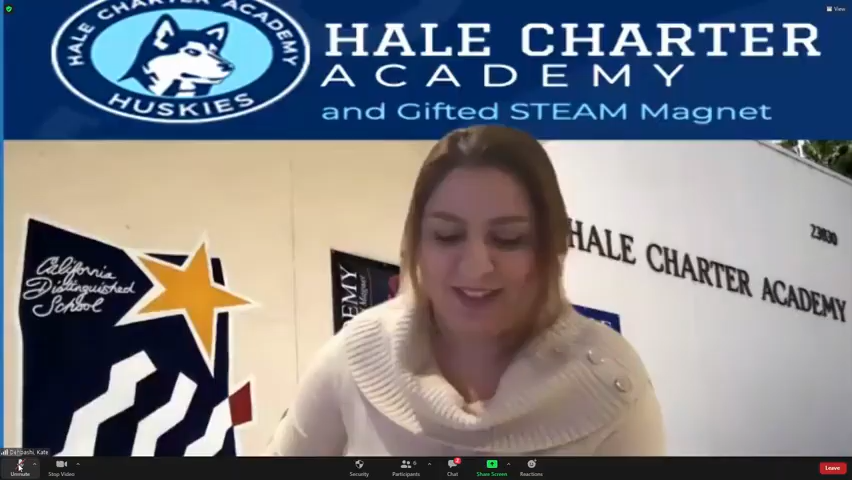 View
HALE CHARTER ACADEMY
HUSKIES
HALE CHARTER
ACADEMY
and Gifted STEAM Magnet
California
Distinguished
School
HALE CHARTER ACADEMY
23830
Unmute
Stop Video
Security
Participants
Chat
Share Screen
Reactions
Leave